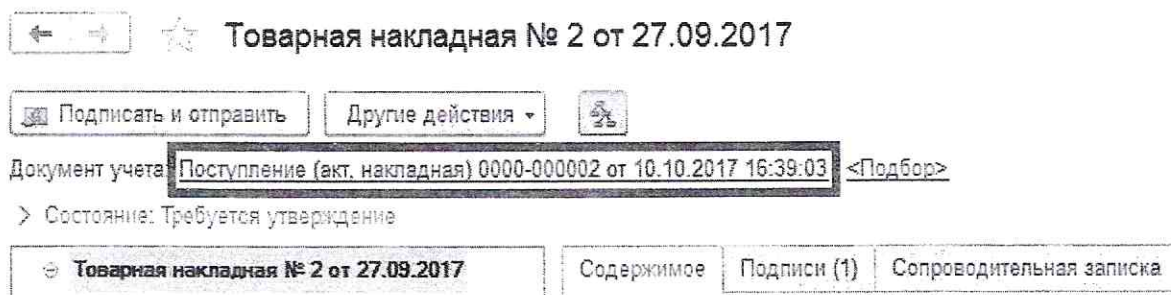 Товарная накладная № 2 от 27.09.2017
Подписать и отправить Другие действия
Документ учета: Поступление (акт, накладная) 0000-000002 от 10.10.2017 16:39:03 <Подбор>
> Состояние: Требуется утверждение
Товарная накладная № 2 от 27.09.2017 Содержимое Подписи (1) Сопроводительная записка